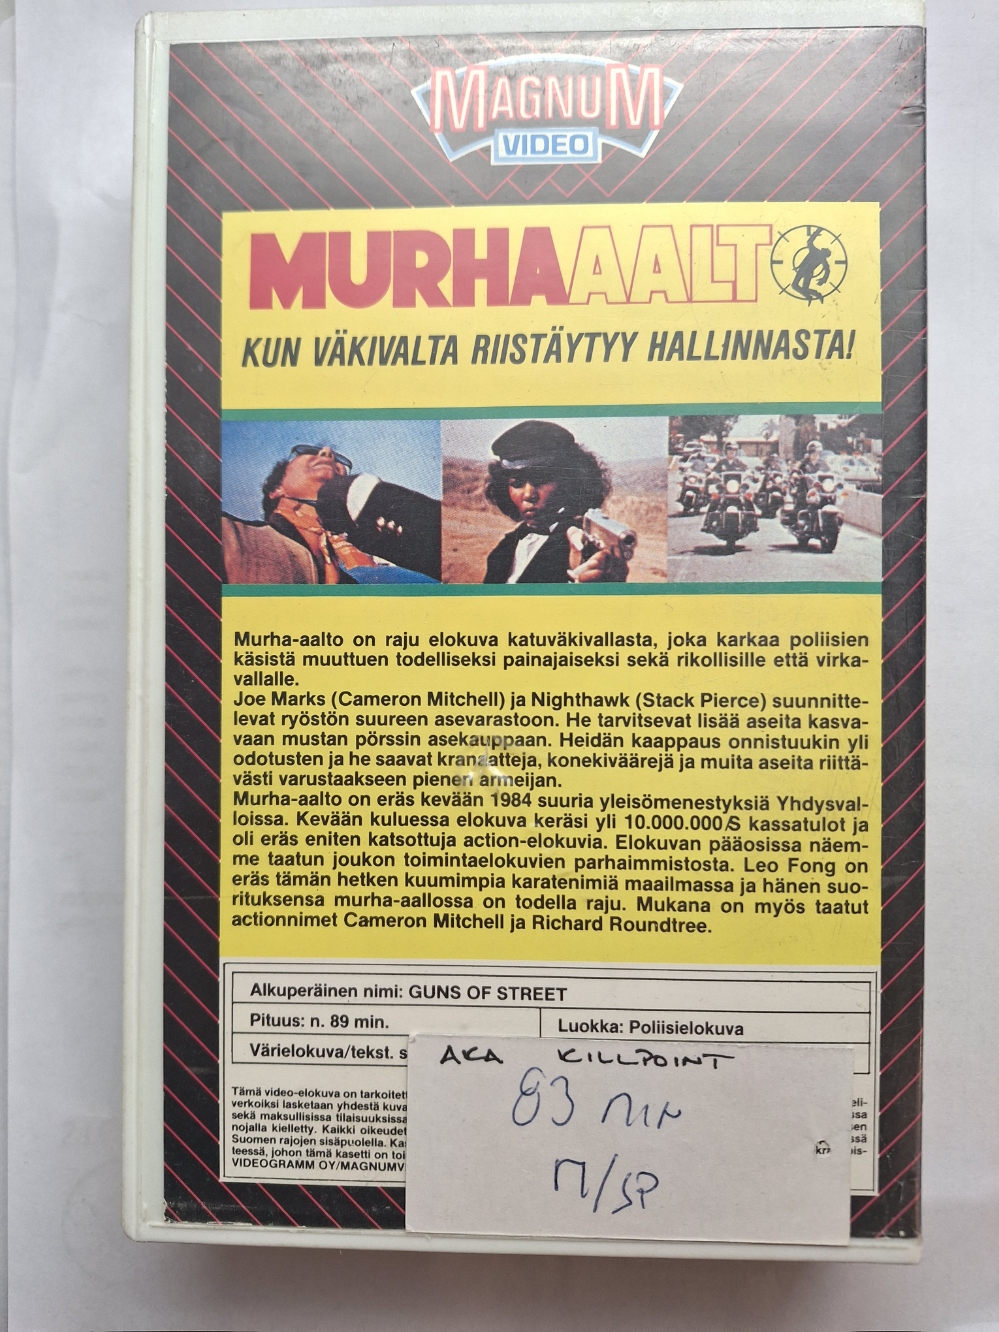 MAGNUM
VIDEO
MURHAAALT
KUN VÄKIVALTA RIISTÄYTYY HALLINNASTA!
Murha-aalto on raju elokuva katuväkivallasta, joka karkaa poliisien
käsistä muuttuen todelliseksi painajaiseksi sekä rikollisille että virka-
vallalle.
Joe Marks (Cameron Mitchell) ja Nighthawk (Stack Pierce) suunnitte-
levat ryöstön suureen asevarastoon. He tarvitsevat lisää aseita kasva-
vaan mustan pörssin asekauppaan. Heidän kaappaus onnistuukin yli
odotusten ja he saavat kranaatteja, konekiväärejä ja muita aseita riittä-
västi varustaakseen pienen armeijan.
Murha-aalto on eräs kevään 1984 suuria yleisömenestyksiä Yhdysval-
loissa. Kevään kuluessa elokuva keräsi yli 10.000.000/S kassatulot ja
oli eräs eniten katsottuja action-elokuvia. Elokuvan pääosissa näem-
me taatun joukon toimintaelokuvien parhaimmistosta. Leo Fong on
eräs tämän hetken kuumimpia karatenimiä maailmassa ja hänen suo-
rituksensa murha-aallossa on todella raju. Mukana on myös taatut
actionnimet Cameron Mitchell ja Richard Roundtree.
Alkuperäinen nimi: GUNS OF STREET
Pituus: n. 89 min.
Luokka: Poliisielokuva
Värielokuva/tekst. s
AKA KILLPOINT
83 min
Tämä video-elokuva on tarkoitett
verkoiksi lasketaan yhdestä kuva
sekä maksullisissa tilaisuuksissa
nojalla kielletty. Kaikki oikeudet
Suomen rajojen sisäpuolella. Ka
teessä, johon tämä kasetti on toi
VIDEOGRAMM OY/MAGNUMV